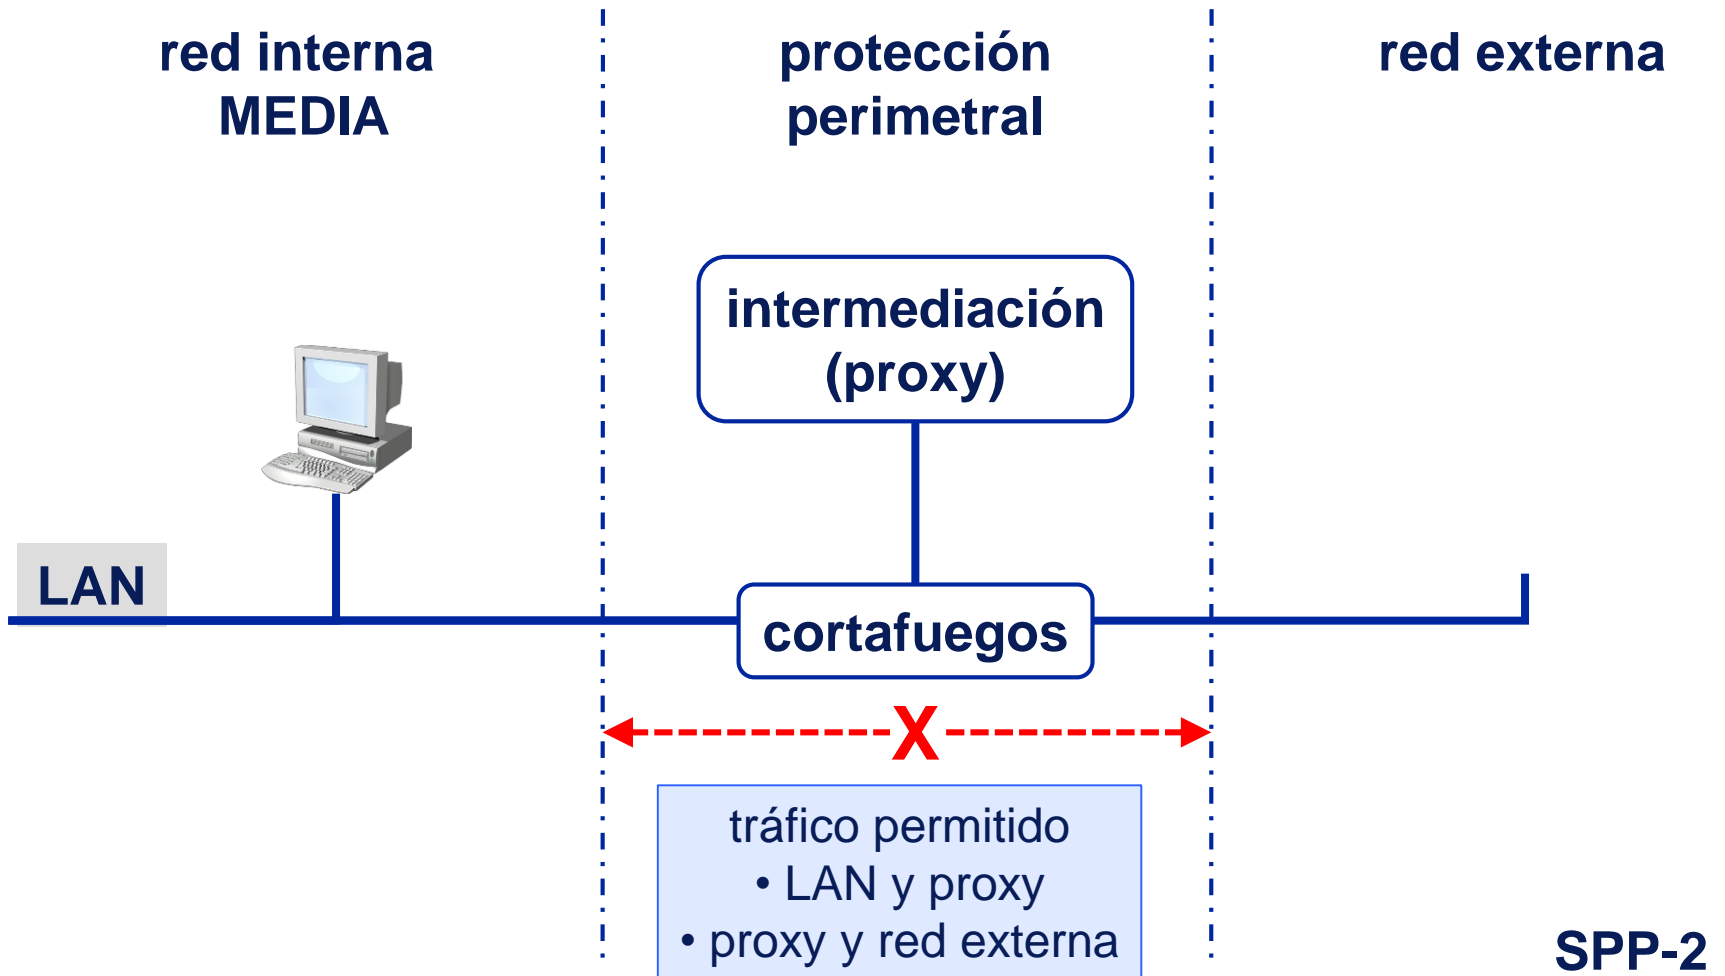 red interna
MEDIA
protección
perimetral
red externa
intermediación
(proxy)
LAN
cortafuegos
X
tráfico permitido
• LAN y proxy
• proxy y red externa
SPP-2